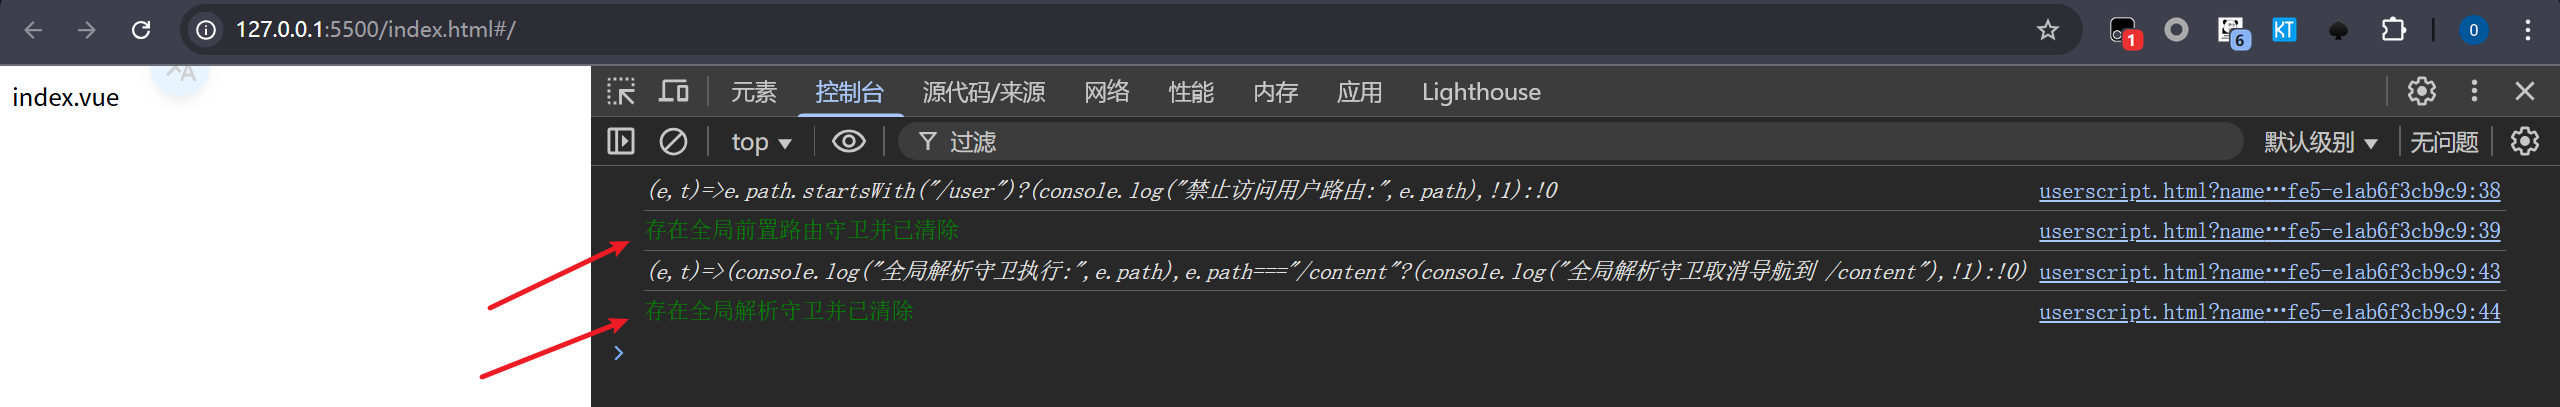 127.0.0.1:5500/index.html#/
1
6
KT
0
index.vue
元素 控制台 源代码/来源 网络 性能 内存 应用 Lighthouse
top 过滤 默认级别 无问题
(e,t)=>e.path.startsWith("/user")?(console.log("禁止访问用户路由:",e.path),!1):!0 userscript.html?name…fe5-e1ab6f3cb9c9:38
存在全局前置路由守卫并已清除 userscript.html?name…fe5-e1ab6f3cb9c9:39
(e,t)=>(console.log("全局解析守卫执行:",e.path),e.path==="/content"?(console.log("全局解析守卫取消导航到 /content"),!1):!0) userscript.html?name…fe5-e1ab6f3cb9c9:43
存在全局解析守卫并已清除 userscript.html?name…fe5-e1ab6f3cb9c9:44